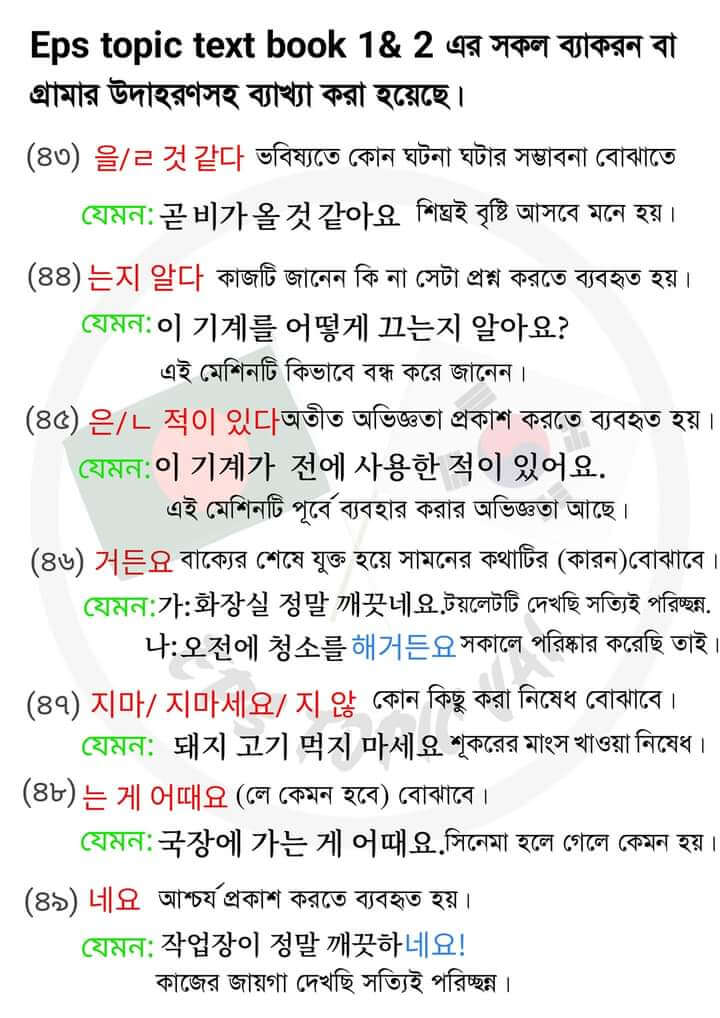 Eps topic text book 1& 2 এর সকল ব্যাকরন বা
গ্রামার উদাহরণসহ ব্যাখ্যা করা হয়েছে।
(৪৩) 을/ㄹ 것 같다 ভবিষ্যতে কোন ঘটনা ঘটার সম্ভাবনা বোঝাতে
যেমন: 곧 비가 올 것 같아요 শিঘ্রই বৃষ্টি আসবে মনে হয়।
(৪৪) 는지 알다 কাজটি জানেন কি না সেটা প্রশ্ন করতে ব্যবহৃত হয়।
যেমন: 이 기계를 어떻게 끄는지 알아요?
এই মেশিনটি কিভাবে বন্ধ করে জানেন।
(৪৫) 은/ㄴ 적이 있다 অতীত অভিজ্ঞতা প্রকাশ করতে ব্যবহৃত হয়।
যেমন: 이 기계가 전에 사용한 적이 있어요.
এই মেশিনটি পূর্বে ব্যবহার করার অভিজ্ঞতা আছে।
(৪৬) 거든요 বাক্যের শেষে যুক্ত হয়ে সামনের কথাটির (কারন)বোঝাবে।
যেমন: 가:화장실 정말 깨끗네요.টয়লেটটি দেখছি সত্যিই পরিচ্ছন্ন.
나:오전에 청소를 해거든요 সকালে পরিষ্কার করেছি তাই।
(৪৭) 지마/ 지마세요/ 지 않 কোন কিছু করা নিষেধ বোঝাবে।
যেমন: 돼지 고기 먹지 마세요 শূকরের মাংস খাওয়া নিষেধ।
(৪৮) 는 게 어때요 (লে কেমন হবে) বোঝাবে।
যেমন: 국장에 가는 게 어때요.সিনেমা হলে গেলে কেমন হয়।
(৪৯) 네요 আশ্চর্য প্রকাশ করতে ব্যবহৃত হয়।
যেমন: 작업장이 정말 깨끗하네요!
কাজের জায়গা দেখছি সত্যিই পরিচ্ছন্ন।